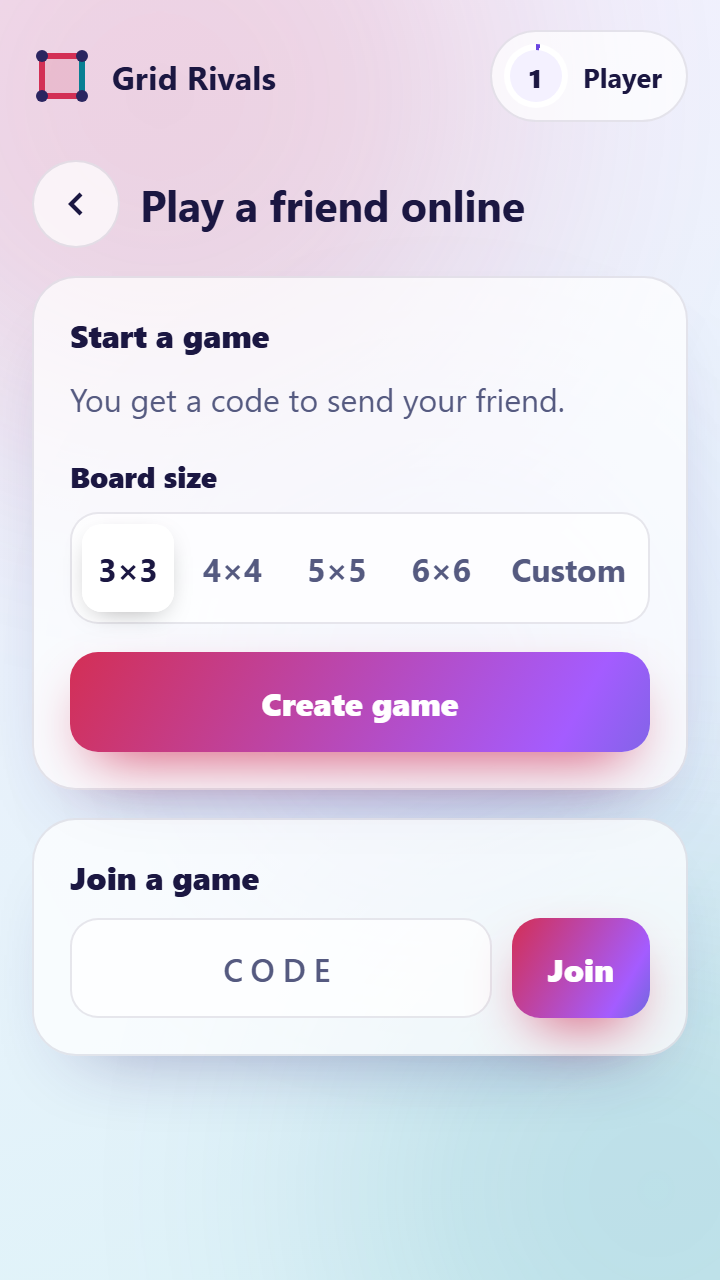 Grid Rivals
1 Player
Play a friend online
Start a game
You get a code to send your friend.
Board size
3×3 4×4 5×5 6×6 Custom
Create game
Join a game
CODE Join